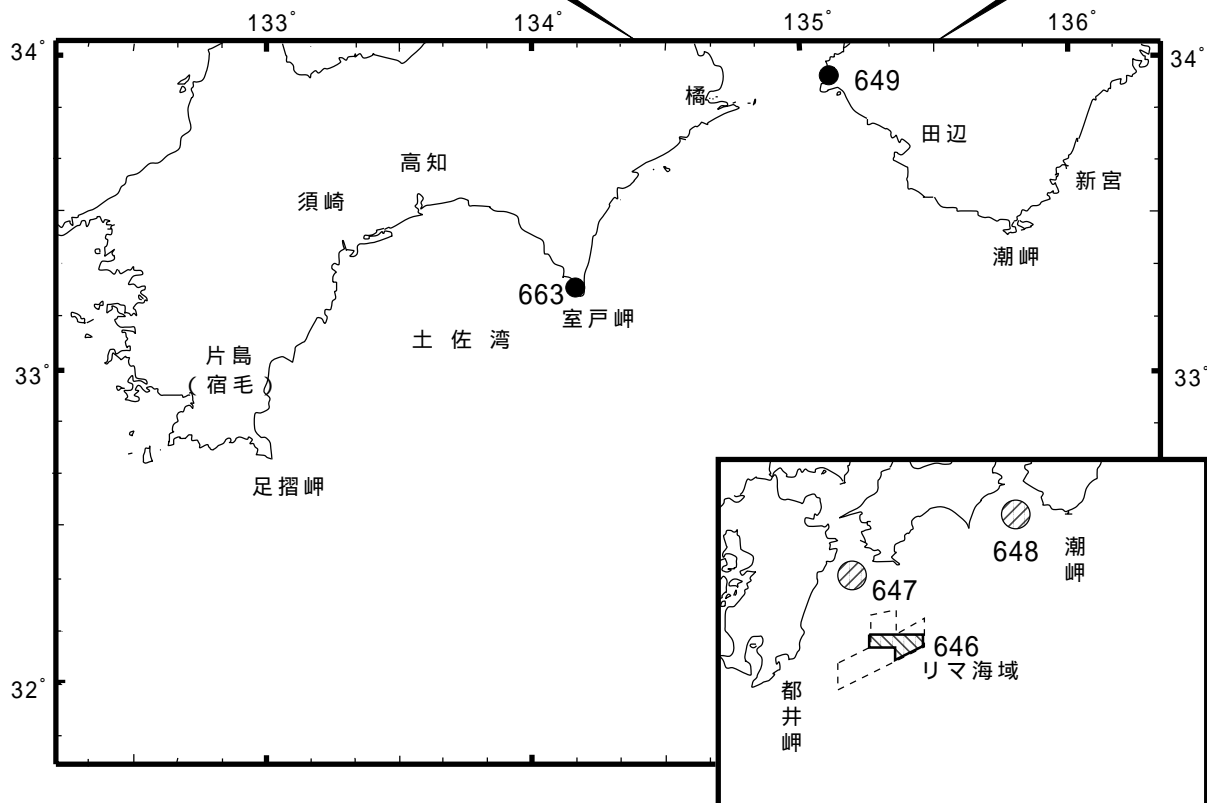 133°
134°
135°
136°
34°
34°
649
橘
田辺
高知
新宮
須崎
潮岬
663
室戸岬
土佐湾
片島
(宿毛)
33°
33°
足摺岬
648
潮岬
647
646
リマ海域
32°
都井岬